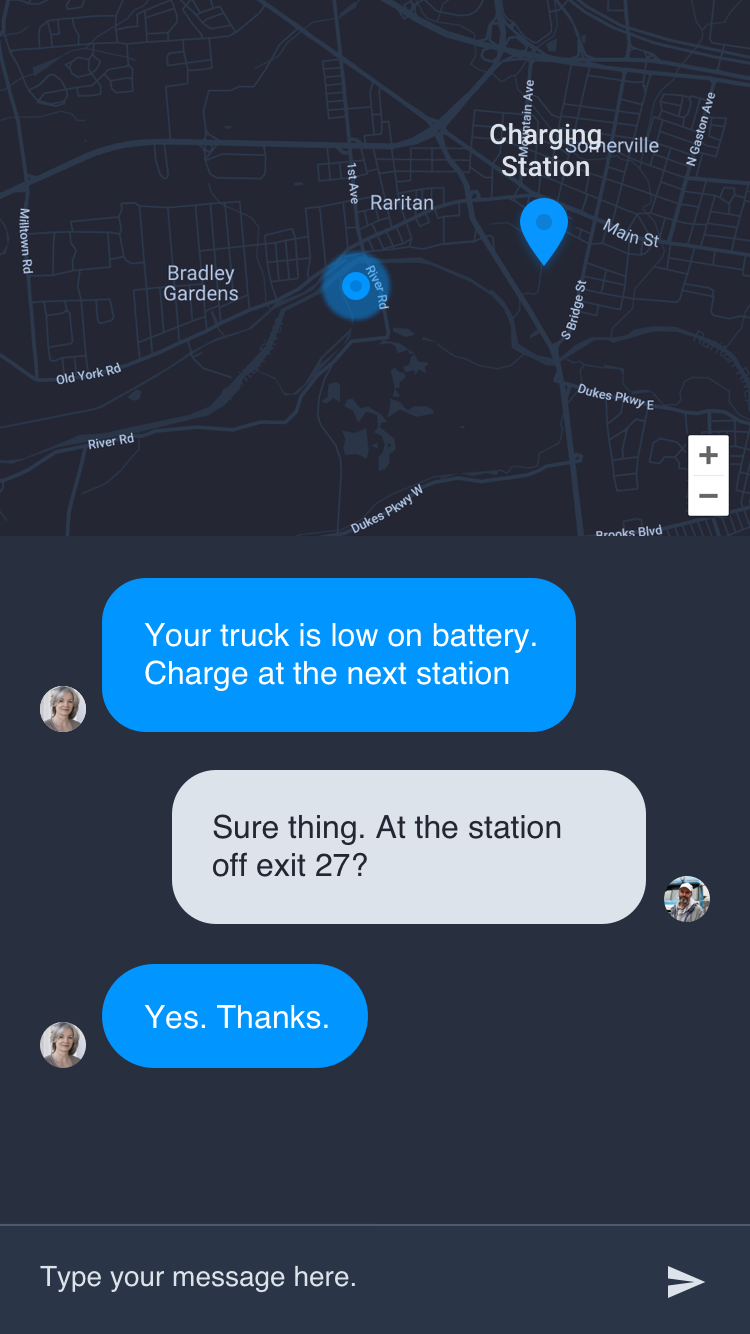 Mountain Ave
N Gaston Ave
Charging
Station
Somerville
1st Ave
Raritan
Milltown Rd
Main St
Bradley
Gardens
River Rd
S Bridge St
Old York Rd
Dukes Pkwy E
River Rd
Dukes Pkwy W
Brooks Blvd
+
−
Your truck is low on battery.
Charge at the next station
Sure thing. At the station
off exit 27?
Yes. Thanks.
Type your message here.